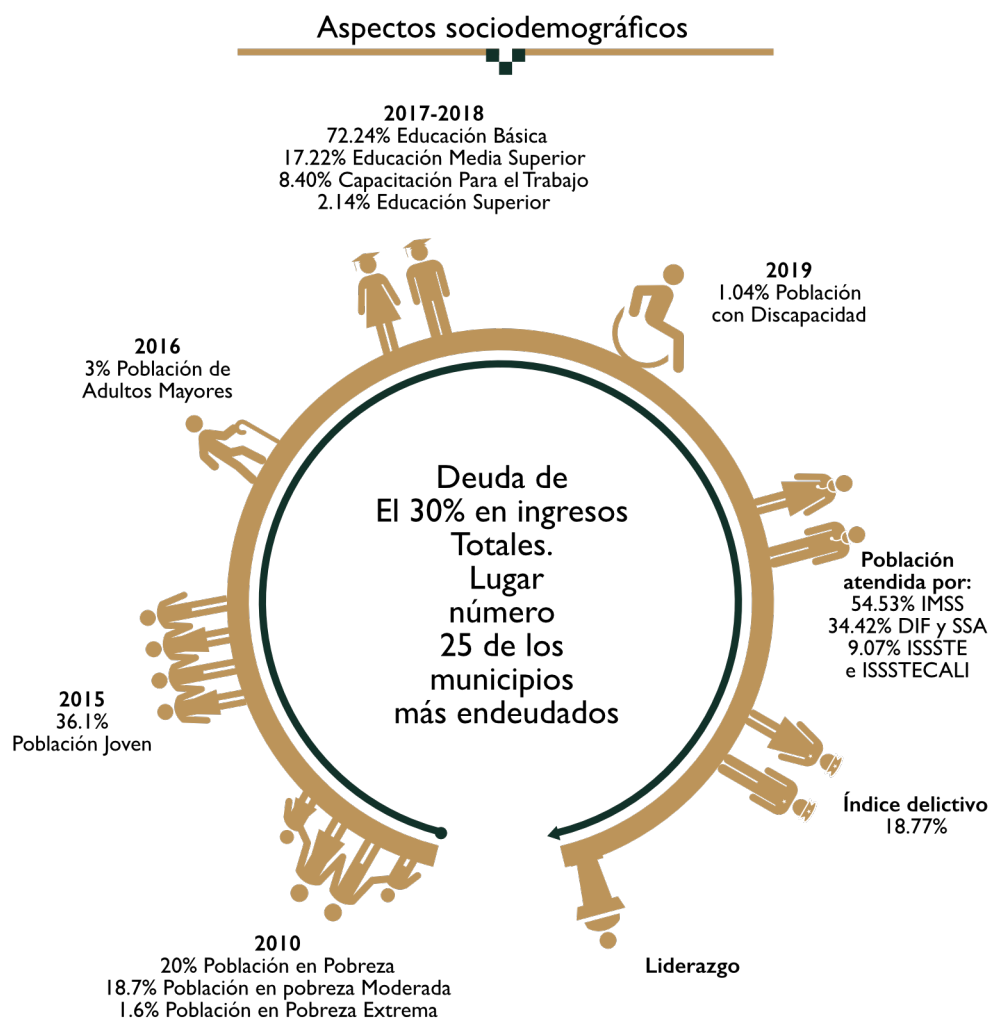 Aspectos sociodemográficos
2017-2018
72.24% Educación Básica
17.22% Educación Media Superior
8.40% Capacitación Para el Trabajo
2.14% Educación Superior
2019
1.04% Población
con Discapacidad
2016
3% Población de
Adultos Mayores
Deuda de
El 30% en ingresos
Totales.
Lugar
número
25 de los
municipios
más endeudados
Población
atendida por:
54.53% IMSS
34.42% DIF y SSA
9.07% ISSSTE
e ISSSTECALI
2015
36.1%
Población Joven
Índice delictivo
18.77%
2010
20% Población en Pobreza
18.7% Población en pobreza Moderada
1.6% Población en Pobreza Extrema
Liderazgo